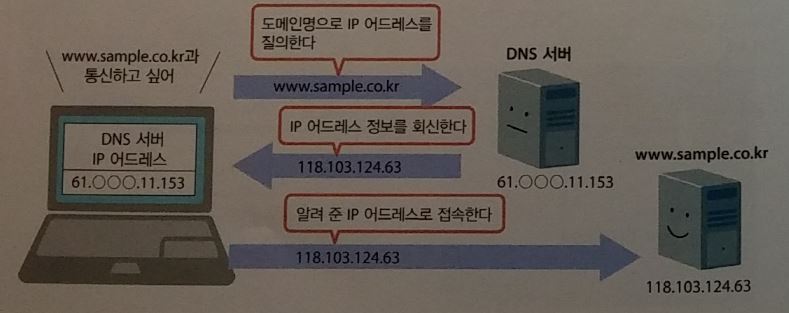 도메인명으로 IP 어드레스를
질의한다
www.sample.co.kr과
통신하고 싶어
www.sample.co.kr
DNS 서버
61.○○○.11.153
DNS 서버
IP 어드레스
61.○○○.11.153
IP 어드레스 정보를 회신한다
118.103.124.63
알려 준 IP 어드레스로 접속한다
118.103.124.63
www.sample.co.kr
118.103.124.63